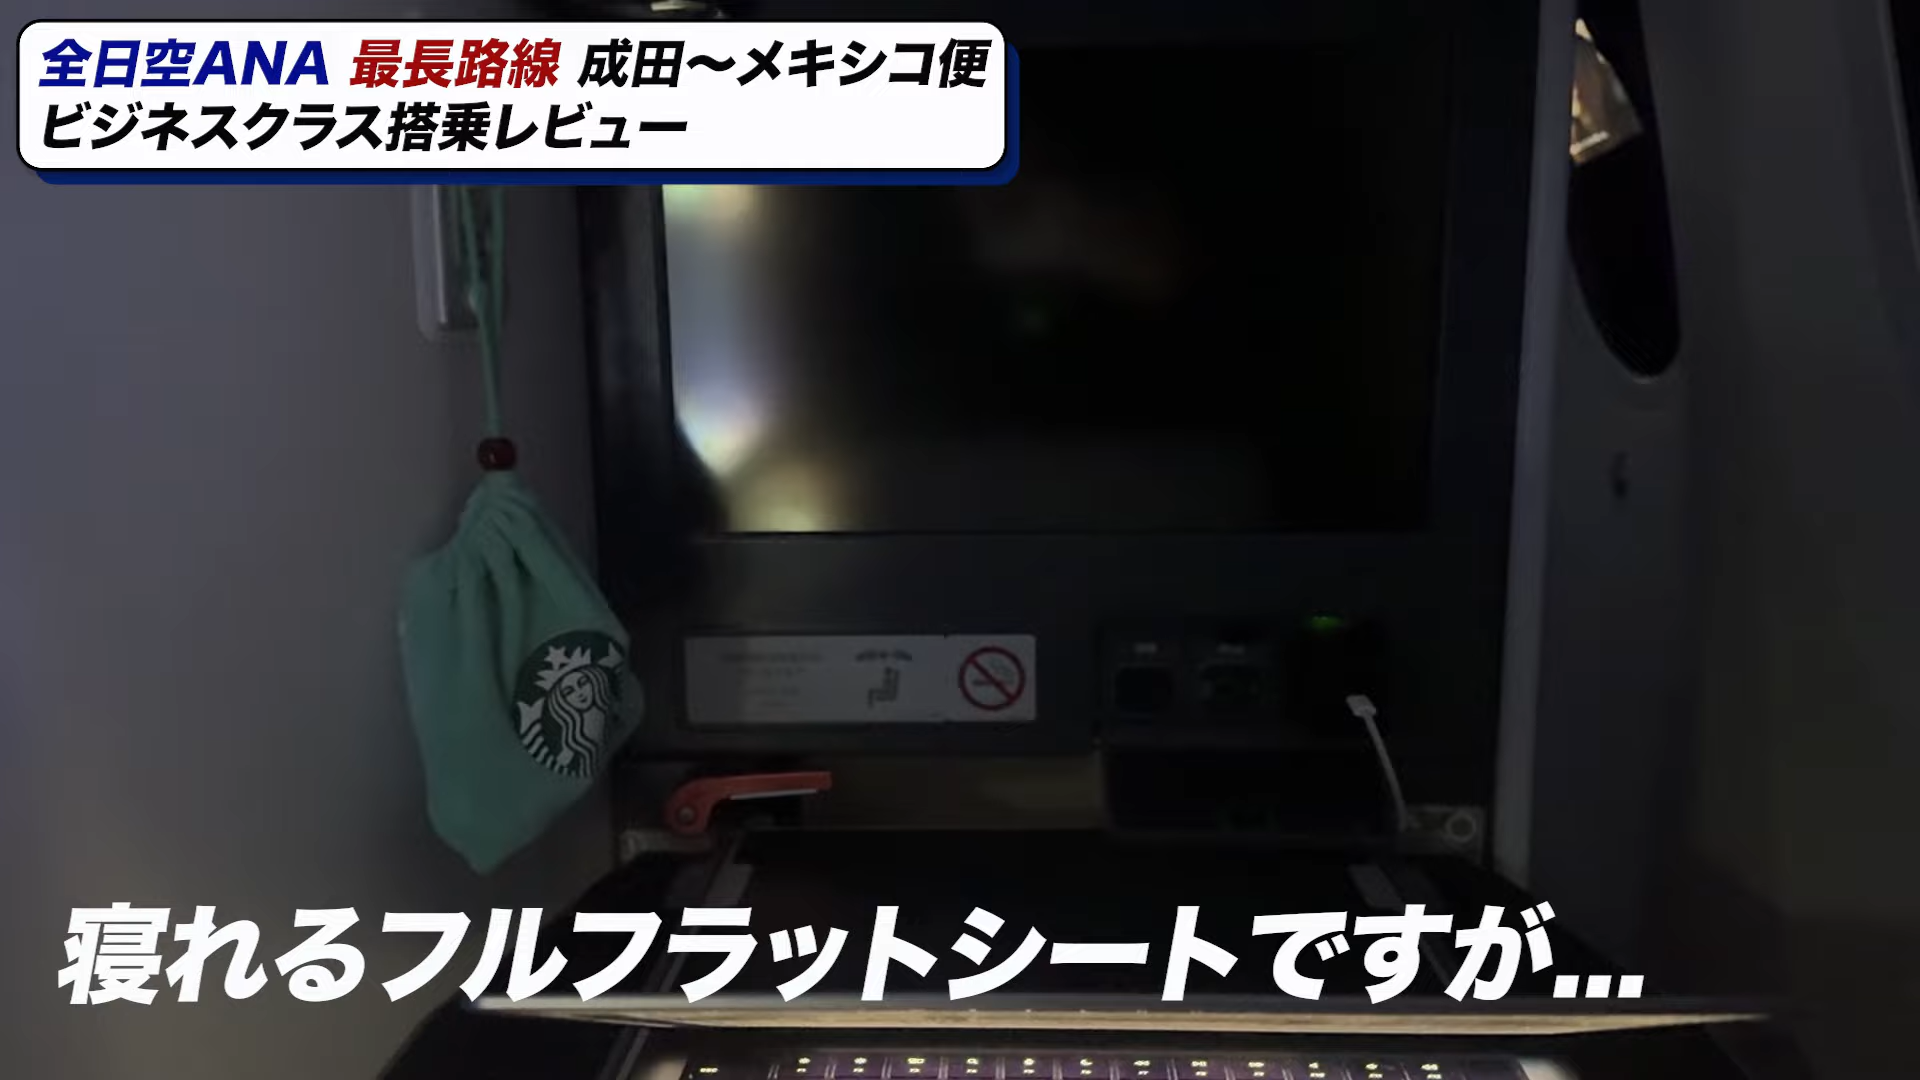 全日空ANA 最長路線 成田〜メキシコ便
ビジネスクラス搭乗レビュー
寝れるフルフラットシートですが...